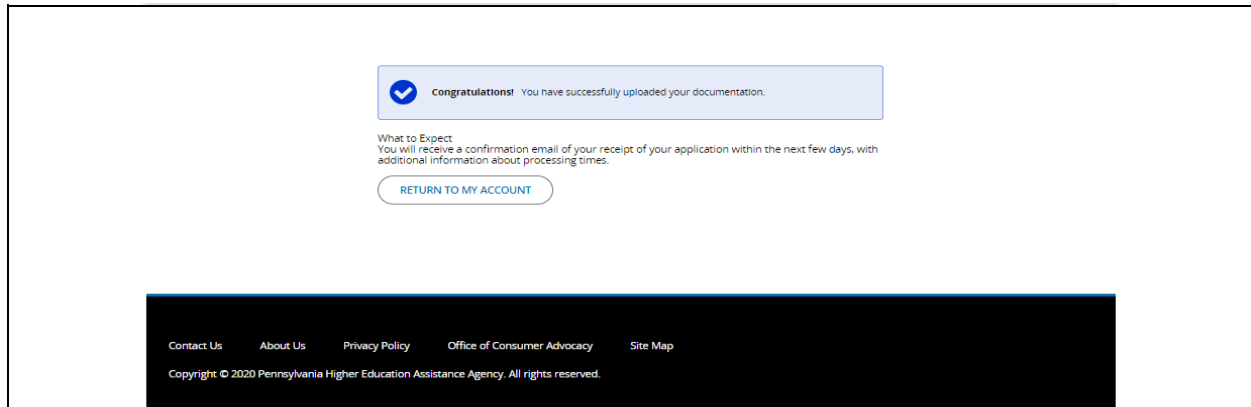 Congratulations! You have successfully uploaded your documentation.
What to Expect
You will receive a confirmation email of your receipt of your application within the next few days, with
additional information about processing times.
RETURN TO MY ACCOUNT
Contact Us About Us Privacy Policy Office of Consumer Advocacy Site Map
Copyright © 2020 Pennsylvania Higher Education Assistance Agency. All rights reserved.